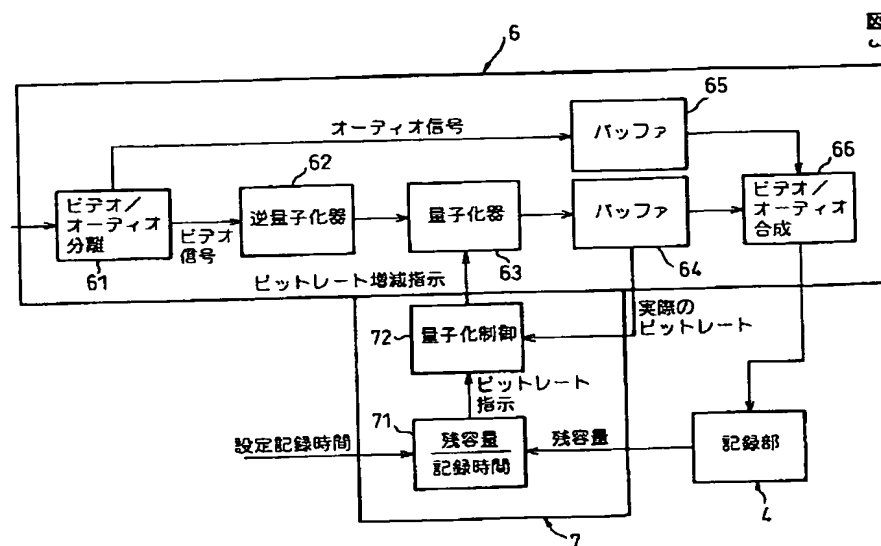 図
6
65
オーディオ信号
バッファ
66
62
ビデオ/
オーディオ
分離
逆量子化器
量子化器
バッファ
ビデオ/
オーディオ
合成
ビデオ
信号
61
63
64
ビットレート増減指示
実際の
ビットレート
72
量子化制御
ビットレート
指示
71
設定記録時間
残容量
記録時間
残容量
記録部
4
7